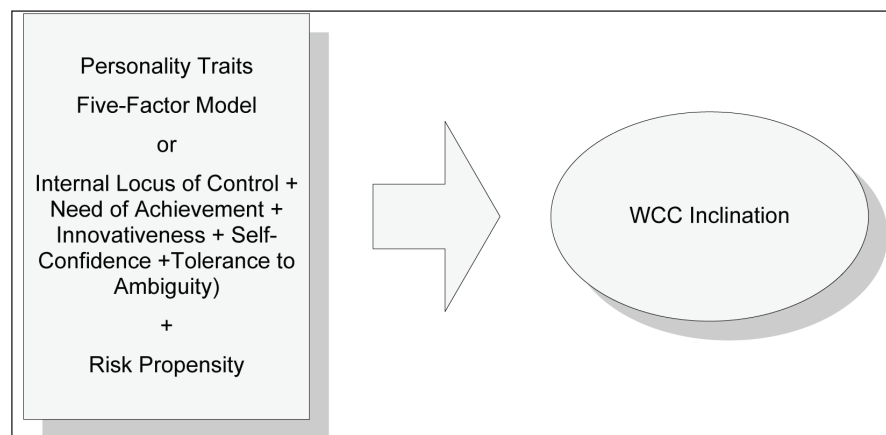 Personality Traits
Five-Factor Model
or
Internal Locus of Control +
Need of Achievement +
Innovativeness + Self-
Confidence +Tolerance to
Ambiguity)
+
Risk Propensity
WCC Inclination